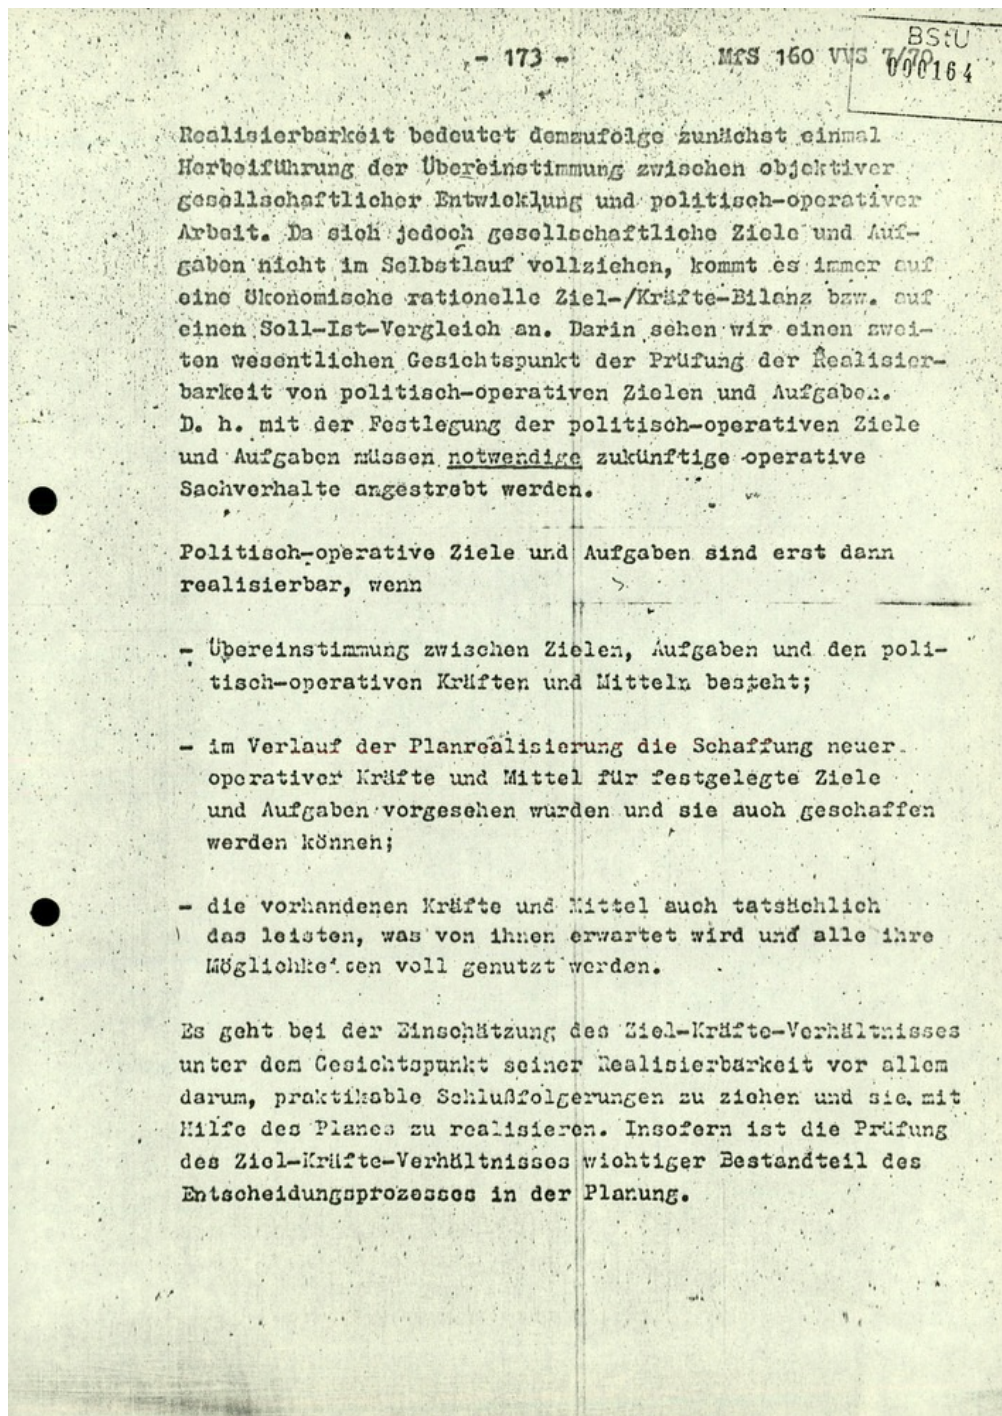 - 173 -
MfS 160 VVS 7/70
BStU
000164
Realisierbarkeit bedeutet demzufolge zunächst einmal
Herbeiführung der Übereinstimmung zwischen objektiver
gesellschaftlicher Entwicklung und politisch-operativer
Arbeit. Da sich jedoch gesellschaftliche Ziele und Auf-
gaben nicht im Selbstlauf vollziehen, kommt es immer auf
eine ökonomische rationelle Ziel-/Kräfte-Bilanz bzw. auf
einen Soll-Ist-Vergleich an. Darin sehen wir einen zwei-
ten wesentlichen Gesichtspunkt der Prüfung der Realisier-
barkeit von politisch-operativen Zielen und Aufgaben.
D. h. mit der Festlegung der politisch-operativen Ziele
und Aufgaben müssen notwendige zukünftige operative
Sachverhalte angestrebt werden.
Politisch-operative Ziele und Aufgaben sind erst dann
realisierbar, wenn
- Übereinstimmung zwischen Zielen, Aufgaben und den poli-
tisch-operativen Kräften und Mitteln besteht;
- im Verlauf der Planrealisierung die Schaffung neuer
operativer Kräfte und Mittel für festgelegte Ziele
und Aufgaben vorgesehen wurden und sie auch geschaffen
werden können;
- die vorhandenen Kräfte und Mittel auch tatsächlich
das leisten, was von ihnen erwartet wird und alle ihre
Möglichkeiten voll genutzt werden.
Es geht bei der Einschätzung des Ziel-Kräfte-Verhältnisses
unter dem Gesichtspunkt seiner Realisierbarkeit vor allem
darum, praktikable Schlußfolgerungen zu ziehen und sie mit
Hilfe des Planes zu realisieren. Insofern ist die Prüfung
des Ziel-Kräfte-Verhältnisses wichtiger Bestandteil des
Entscheidungsprozesses in der Planung.